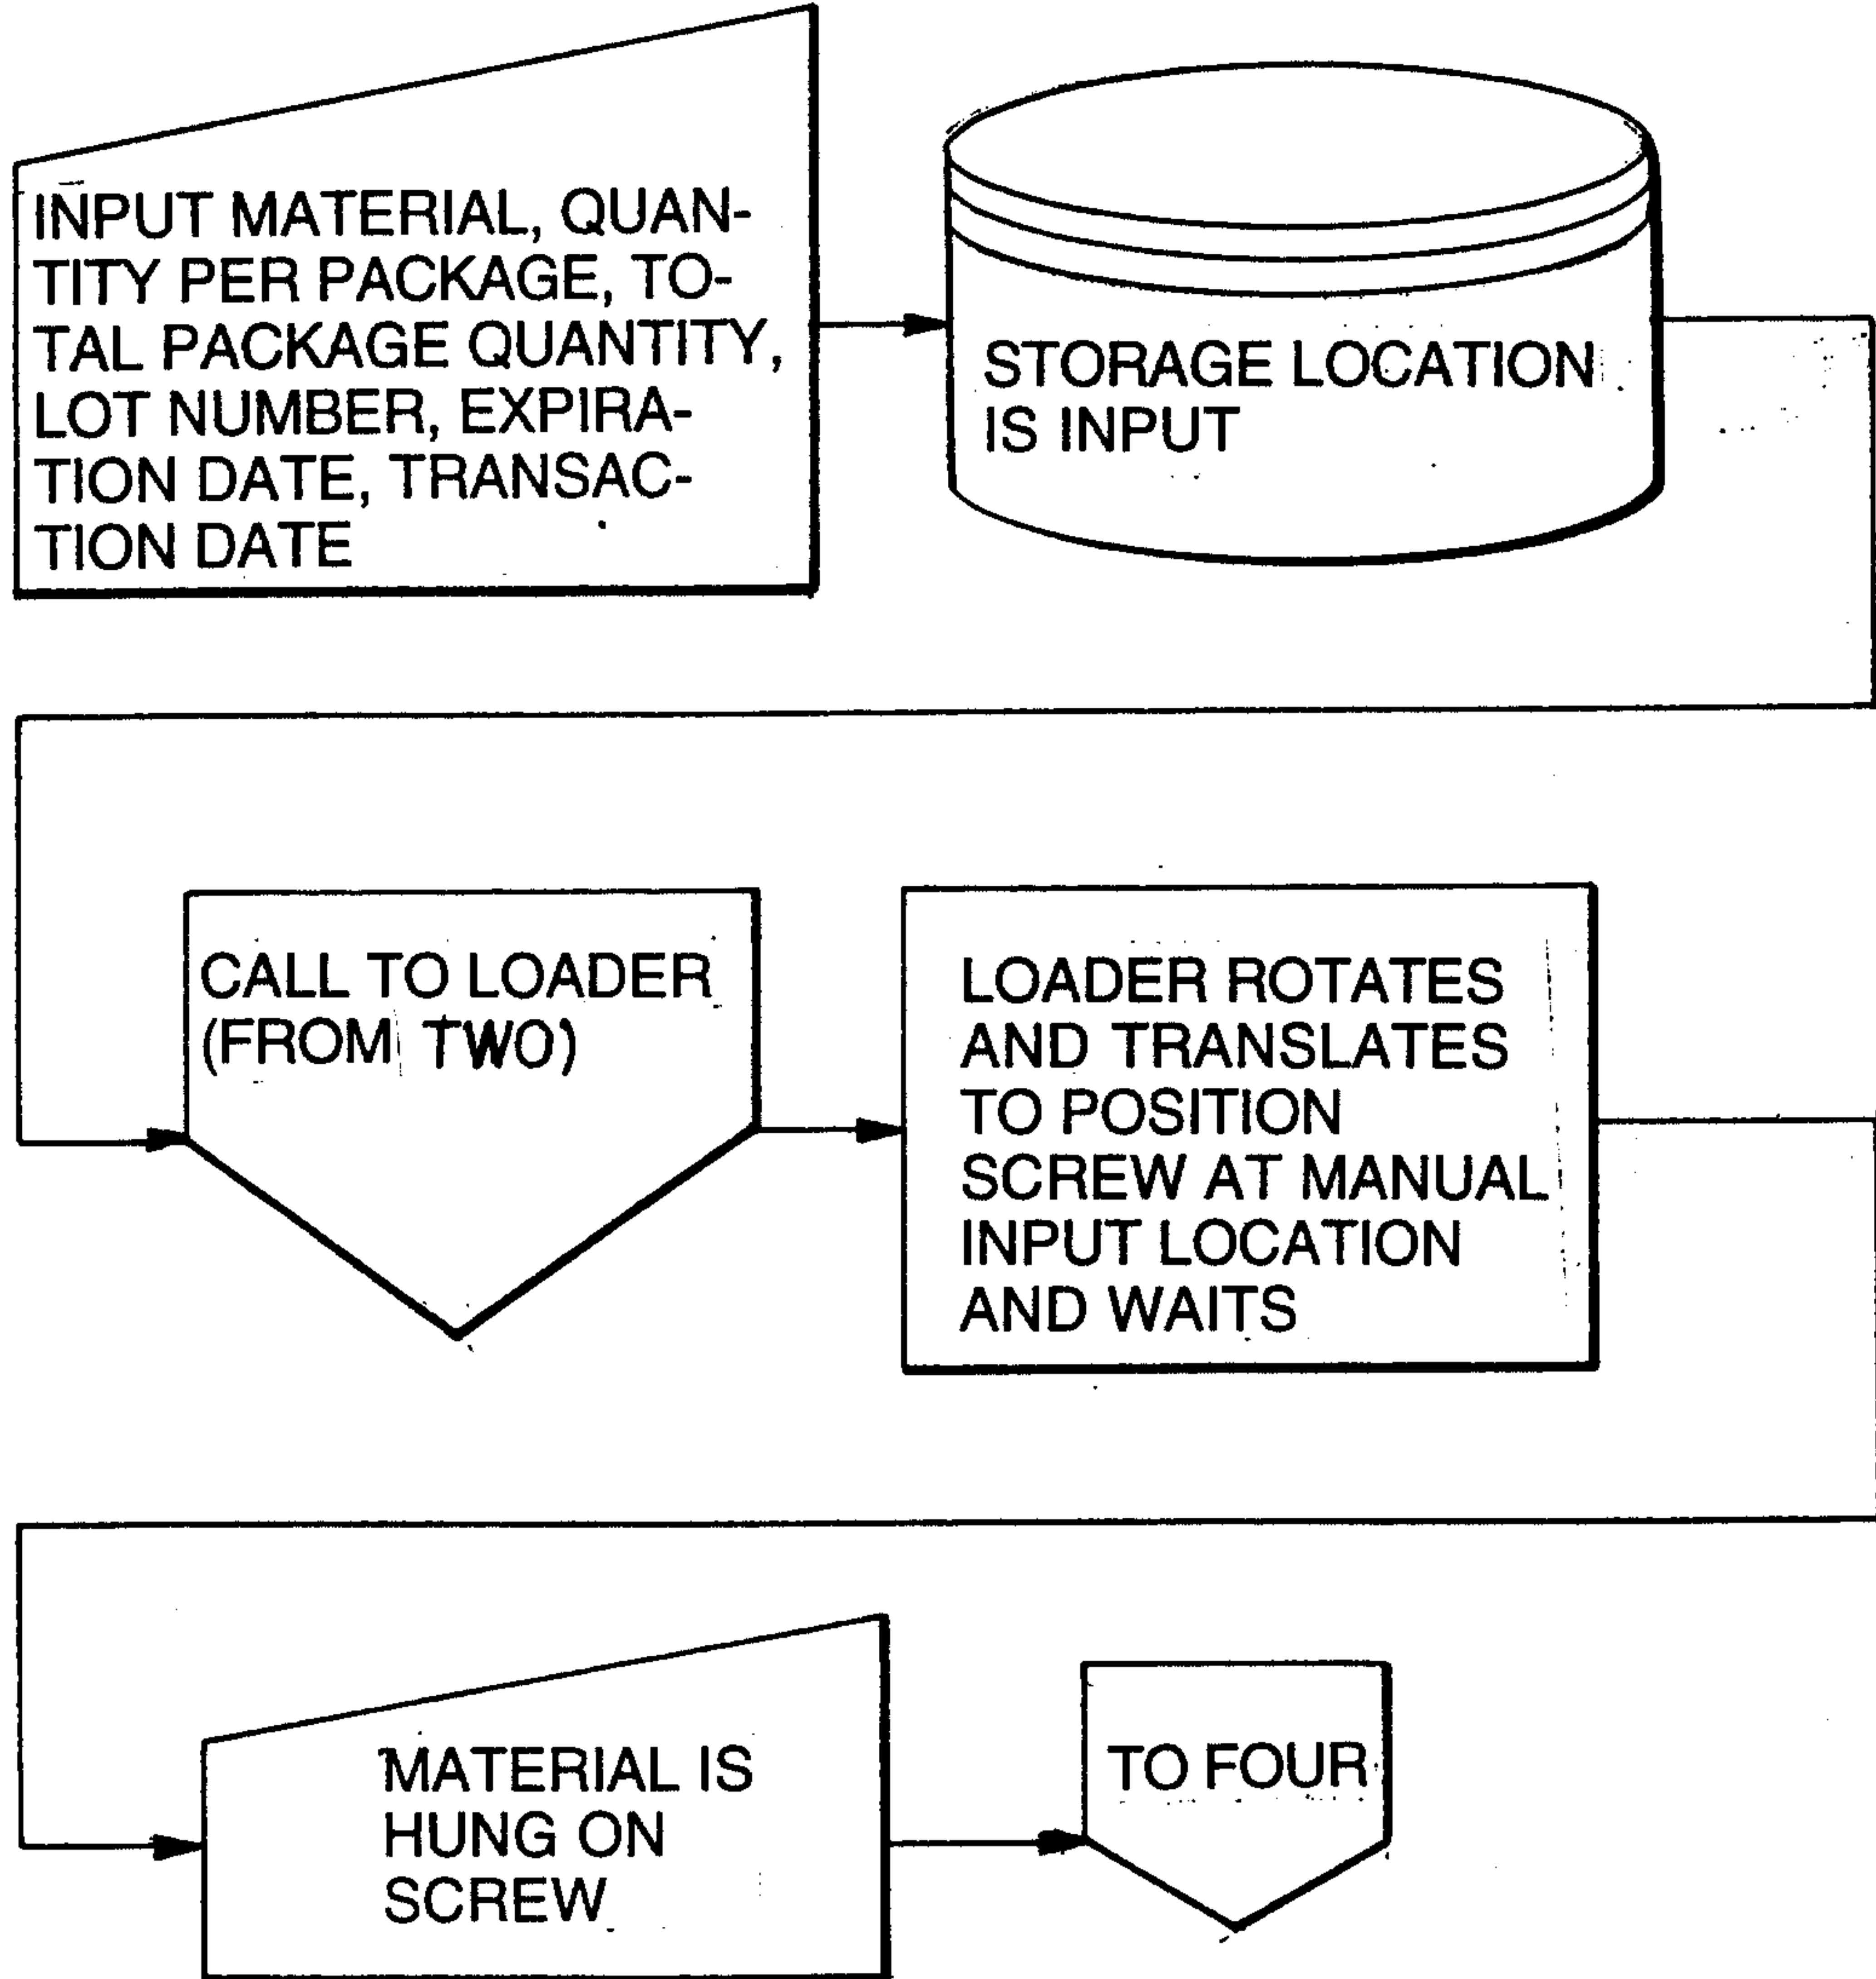 INPUT MATERIAL, QUAN-
TITY PER PACKAGE, TO-
TAL PACKAGE QUANTITY,
LOT NUMBER, EXPIRA-
TION DATE, TRANSAC-
TION DATE
STORAGE LOCATION
IS INPUT
CALL TO LOADER
(FROM TWO)
LOADER ROTATES
AND TRANSLATES
TO POSITION
SCREW AT MANUAL
INPUT LOCATION
AND WAITS
MATERIAL IS
HUNG ON
SCREW
TO FOUR